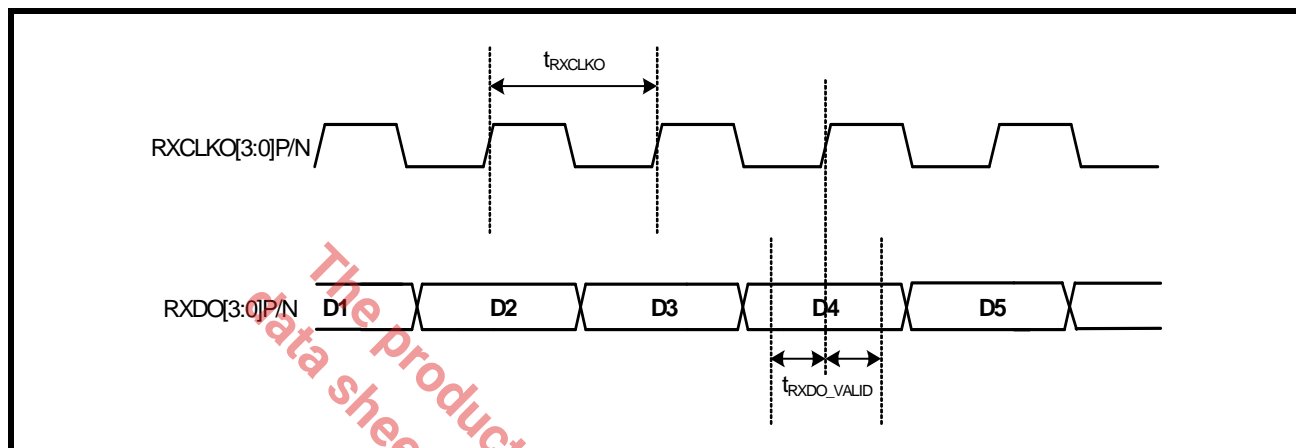 tRXCLKO
RXCLKO[3:0]P/N
RXDO[3:0]P/N D1 D2 D3 D4 D5
tRXDO_VALID
The product
data shee